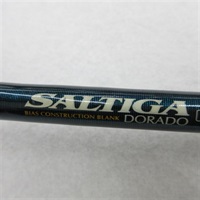 SALTIGA
BIAS CONSTRUCTION BLANK DORADO